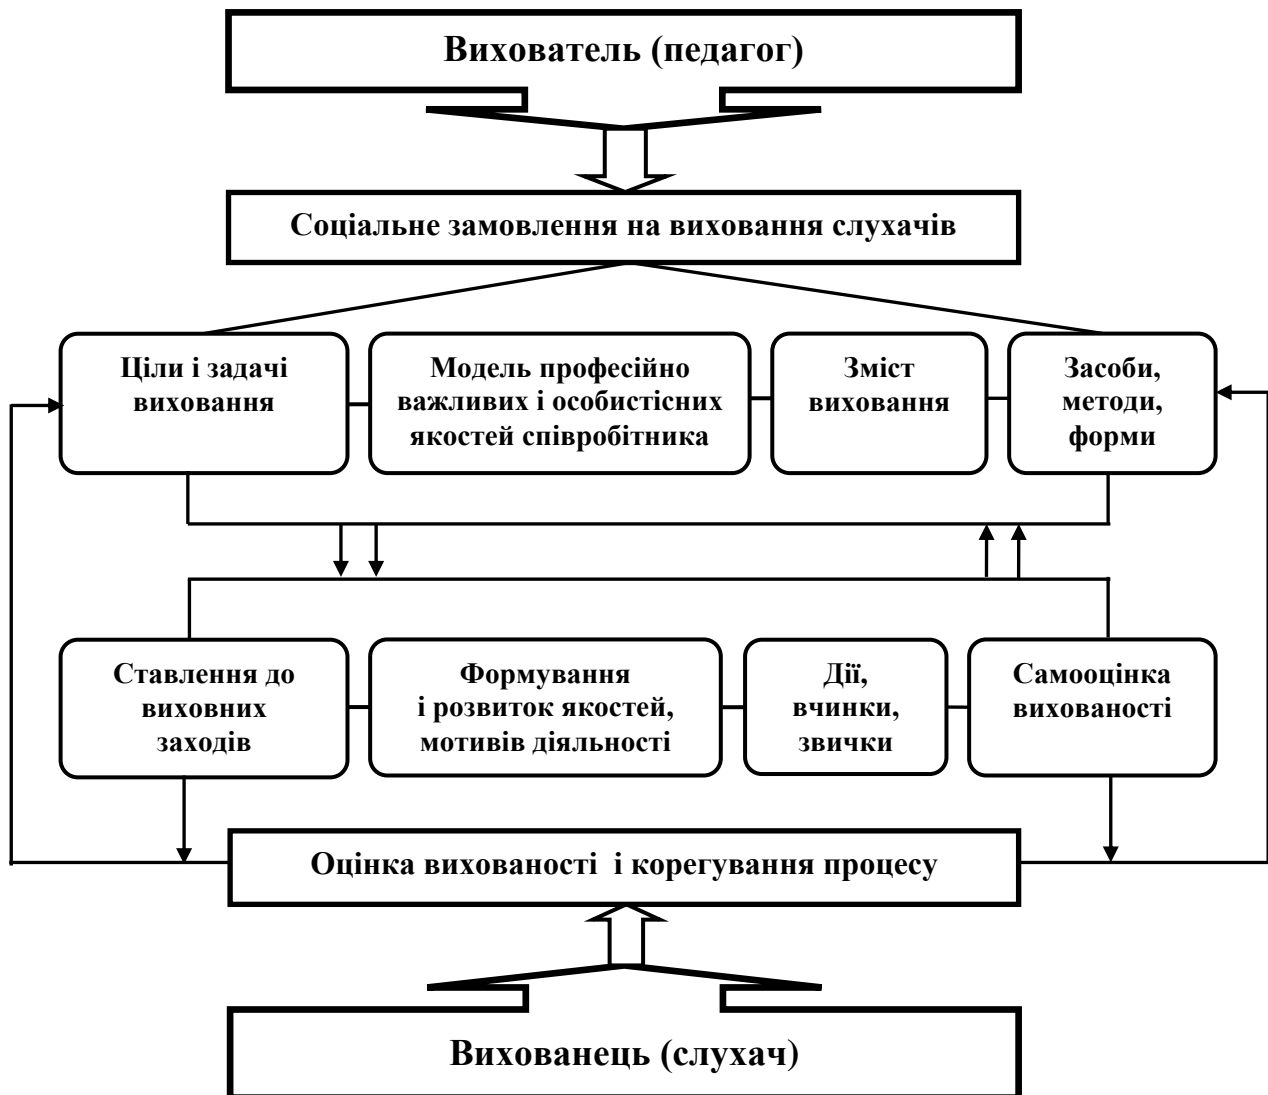 Вихователь (педагог)
Соціальне замовлення на виховання слухачів
Ціли і задачі
виховання
Модель професійно
важливих і особистісних
якостей співробітника
Зміст
виховання
Засоби,
методи,
форми
Ставлення до
виховних
заходів
Формування
і розвиток якостей,
мотивів діяльності
Дії,
вчинки,
звички
Самооцінка
вихованості
Оцінка вихованості і корегування процесу
Вихованець (слухач)